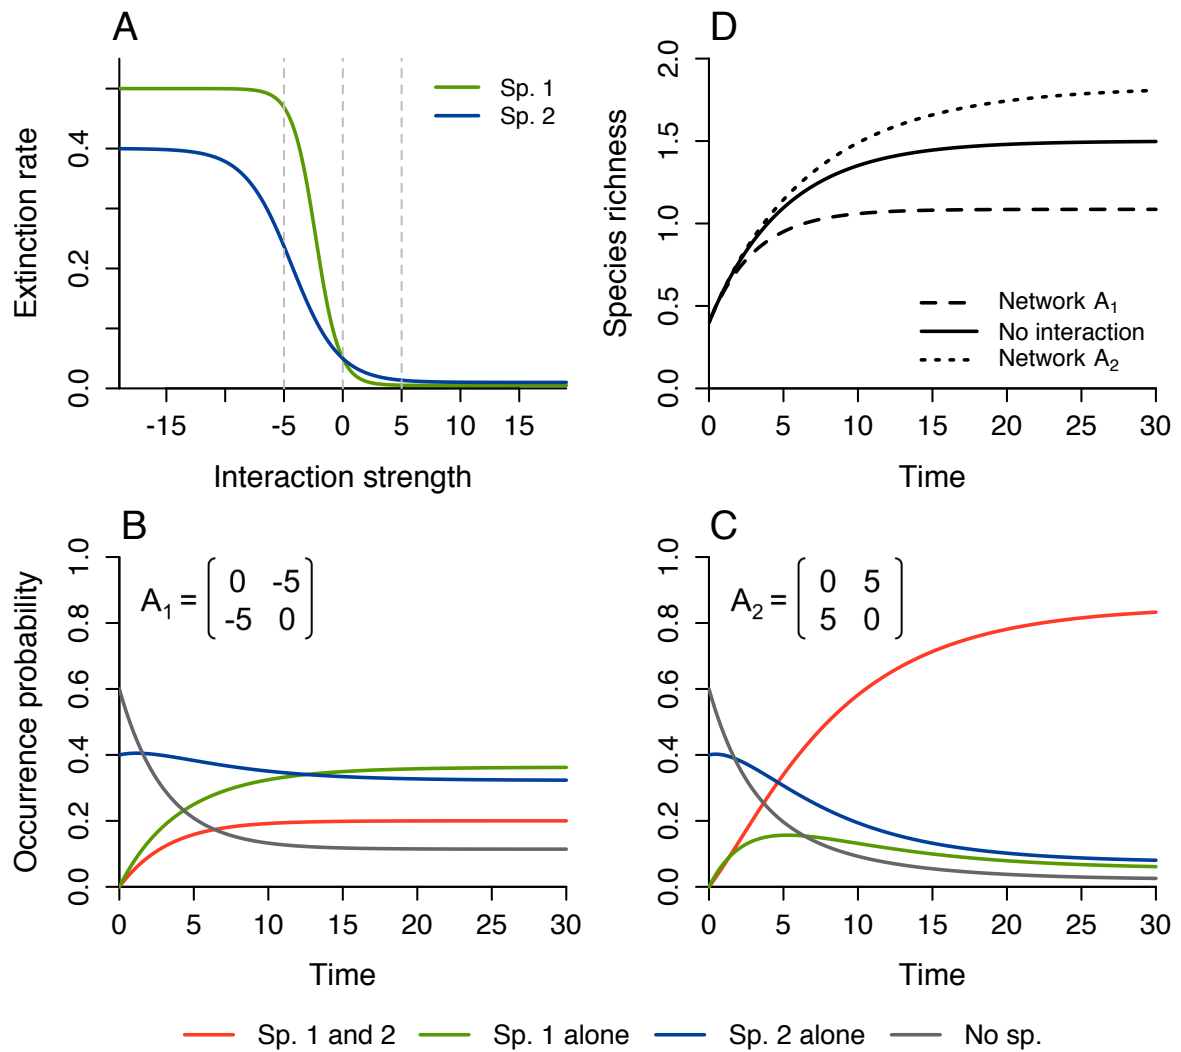 A
Extinction rate
0.0 0.2 0.4
-15 -5 0 5 10 15
Interaction strength
Sp. 1
Sp. 2
D
Species richness
0.0 0.5 1.0 1.5 2.0
0 5 10 15 20 25 30
Time
Network A1
No interaction
Network A2
B
Occurrence probability
0.0 0.2 0.4 0.6 0.8 1.0
A1 = 0 -5
-5 0
0 5 10 15 20 25 30
Time
C
0.0 0.2 0.4 0.6 0.8 1.0
A2 = 0 5
5 0
0 5 10 15 20 25 30
Time
Sp. 1 and 2 Sp. 1 alone Sp. 2 alone No sp.